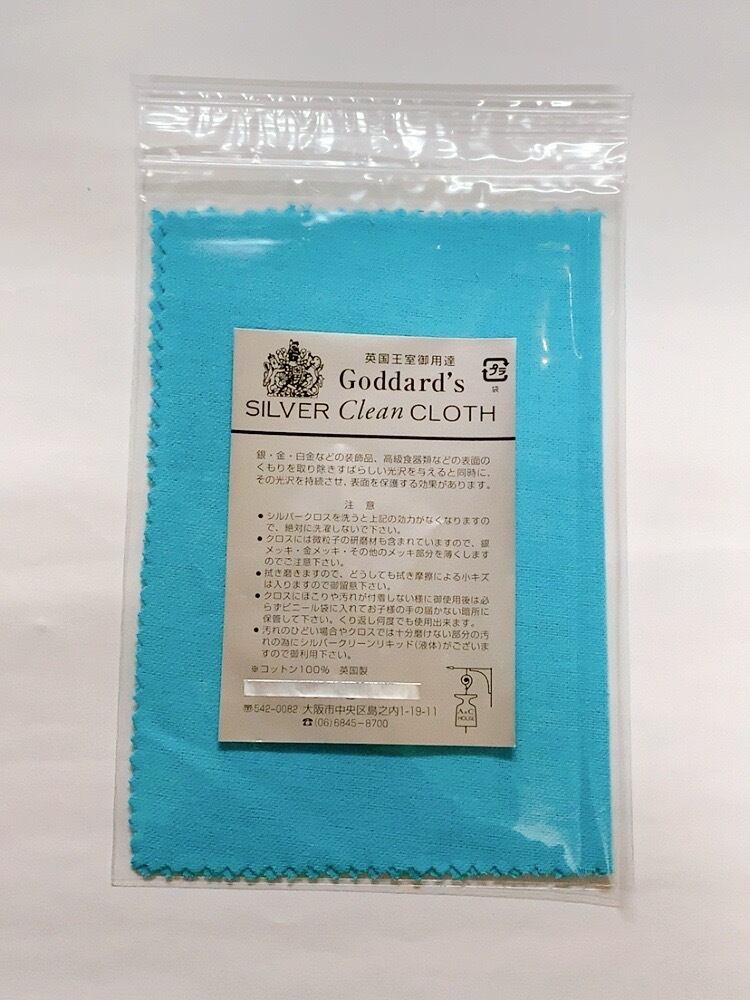 英国王室御用達
Goddard's
SILVER Clean CLOTH
プラ
袋
銀・金・白金などの装飾品、高級食器類などの表面の
くもりを取り除きすばらしい光沢を与えると同時に、
その光沢を持続させ、表面を保護する効果があります。
注 意
●シルバークロスを洗うと上記の効力がなくなりますの
で、絶対に洗濯しないで下さい。
●クロスには微粒子の研磨材も含まれていますので、銀
メッキ・金メッキ・その他のメッキ部分を薄くします
のでご注意下さい。
●拭き磨きますので、どうしても拭き摩擦による小キズ
は入りますので御留意下さい。
●クロスにほこりや汚れが付着しない様に御使用後は必
らずビニール袋に入れてお子様の手の届かない暗所に
保管して下さい。くり返し何度でも使用出来ます。
●汚れのひどい場合やクロスでは十分磨けない部分の汚
れの為にシルバークリーンリキッド(液体)がございま
すので御利用下さい。
※コットン100% 英国製
〒542-0082 大阪市中央区島之内1-19-11
☎(06)6845-8700
A&C
HOUSE